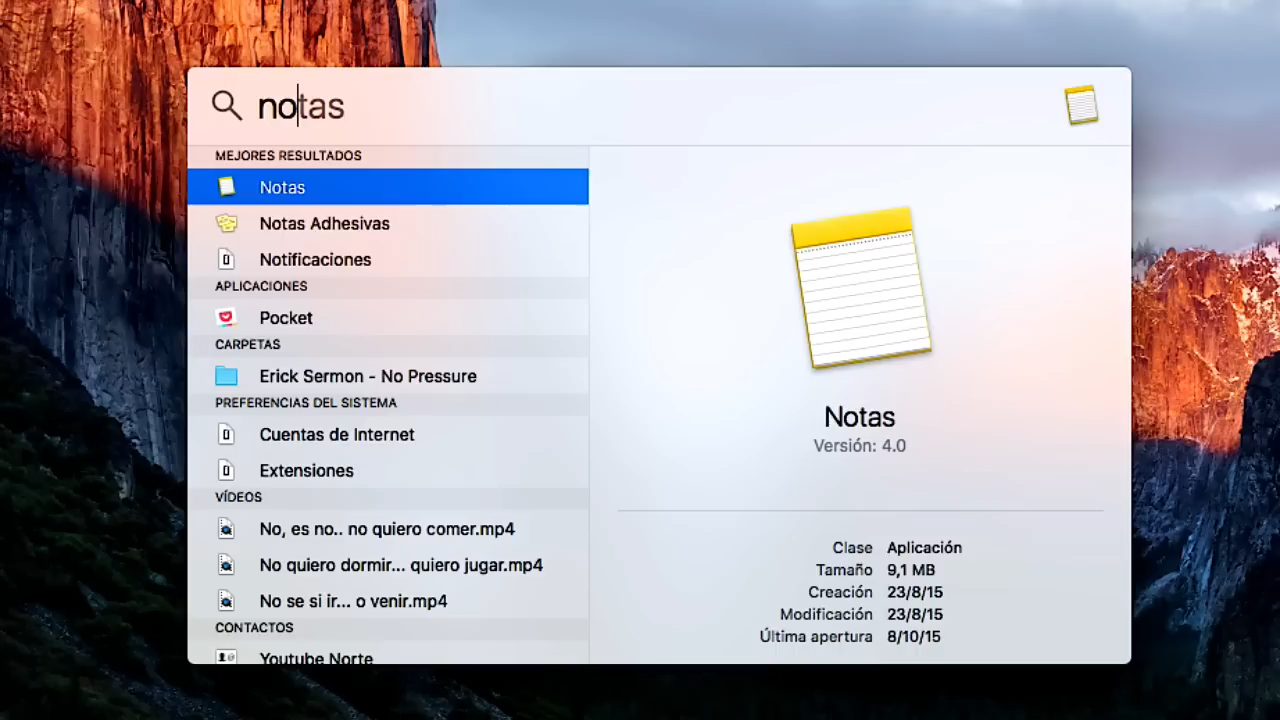 notas
MEJORES RESULTADOS
Notas
Notas Adhesivas
Notificaciones
APLICACIONES
Pocket
CARPETAS
Erick Sermon - No Pressure
PREFERENCIAS DEL SISTEMA
Cuentas de Internet
Extensiones
VÍDEOS
No, es no.. no quiero comer.mp4
No quiero dormir... quiero jugar.mp4
No se si ir... o venir.mp4
CONTACTOS
Youtube Norte
Notas
Versión: 4.0
Clase Aplicación
Tamaño 9,1 MB
Creación 23/8/15
Modificación 23/8/15
Última apertura 8/10/15